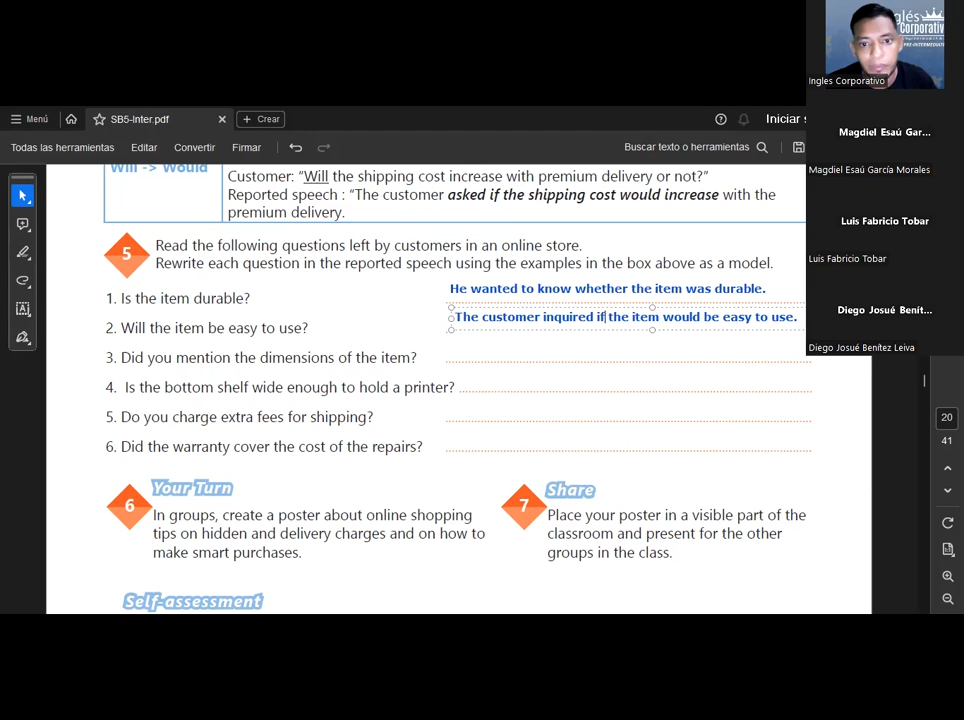 nglés
Corporativ
PRE-INTERMEDIATE
Ingles Corporativo
Menú
SB5-Inter.pdf
Crear
Iniciar s
Magdiel Esaú Gar...
Todas las herramientas
Editar
Convertir
Firmar
Buscar texto o herramientas
Magdiel Esaú García Morales
Will -> Would
Customer: “Will the shipping cost increase with premium delivery or not?”
Reported speech : “The customer asked if the shipping cost would increase with the
premium delivery.
Luis Fabricio Tobar
Luis Fabricio Tobar
5
Read the following questions left by customers in an online store.
Rewrite each question in the reported speech using the examples in the box above as a model.
1. Is the item durable?
He wanted to know whether the item was durable.
2. Will the item be easy to use?
The customer inquired if the item would be easy to use.
Diego Josué Benít...
Diego Josué Benítez Leiva
3. Did you mention the dimensions of the item?
4. Is the bottom shelf wide enough to hold a printer?
5. Do you charge extra fees for shipping?
6. Did the warranty cover the cost of the repairs?
20
41
6
Your Turn
In groups, create a poster about online shopping
tips on hidden and delivery charges and on how to
make smart purchases.
7
Share
Place your poster in a visible part of the
classroom and present for the other
groups in the class.
Self-assessment